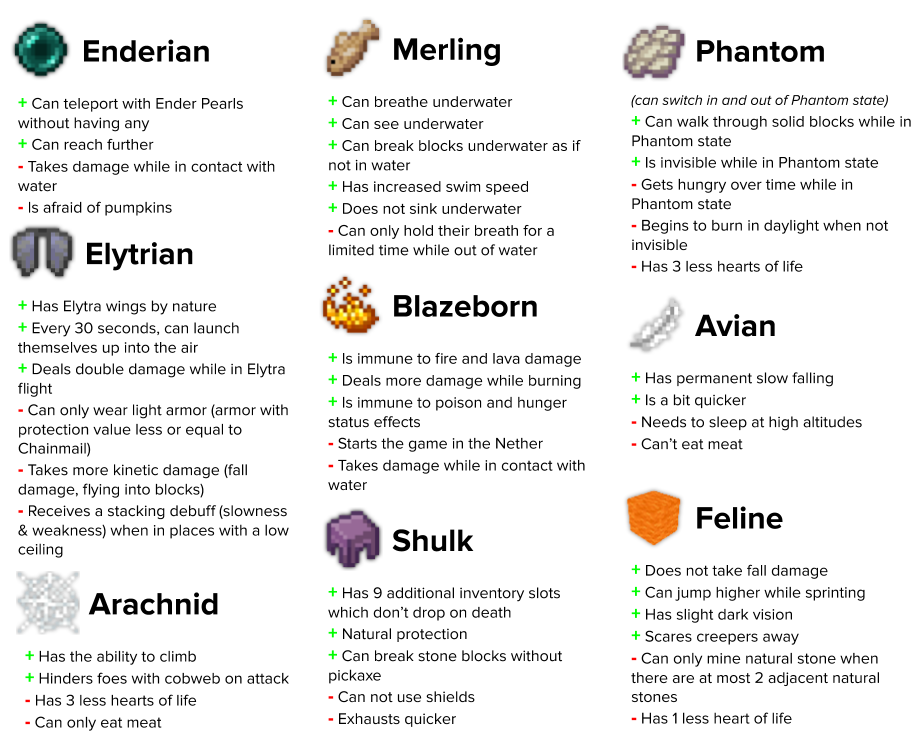 Enderian
+ Can teleport with Ender Pearls
without having any
+ Can reach further
- Takes damage while in contact with
water
- Is afraid of pumpkins
Elytrian
+ Has Elytra wings by nature
+ Every 30 seconds, can launch
themselves up into the air
+ Deals double damage while in Elytra
flight
- Can only wear light armor (armor with
protection value less or equal to
Chainmail)
- Takes more kinetic damage (fall
damage, flying into blocks)
- Receives a stacking debuff (slowness
& weakness) when in places with a low
ceiling
Arachnid
+ Has the ability to climb
+ Hinders foes with cobweb on attack
- Has 3 less hearts of life
- Can only eat meat
Merling
+ Can breathe underwater
+ Can see underwater
+ Can break blocks underwater as if
not in water
+ Has increased swim speed
+ Does not sink underwater
- Can only hold their breath for a
limited time while out of water
Blazeborn
+ Is immune to fire and lava damage
+ Deals more damage while burning
+ Is immune to poison and hunger
status effects
- Starts the game in the Nether
- Takes damage while in contact with
water
Shulk
+ Has 9 additional inventory slots
which don't drop on death
+ Natural protection
+ Can break stone blocks without
pickaxe
- Can not use shields
- Exhausts quicker
Phantom
(can switch in and out of Phantom state)
+ Can walk through solid blocks while in
Phantom state
+ Is invisible while in Phantom state
- Gets hungry over time while in
Phantom state
- Begins to burn in daylight when not
invisible
- Has 3 less hearts of life
Avian
+ Has permanent slow falling
+ Is a bit quicker
- Needs to sleep at high altitudes
- Can't eat meat
Feline
+ Does not take fall damage
+ Can jump higher while sprinting
+ Has slight dark vision
+ Scares creepers away
- Can only mine natural stone when
there are at most 2 adjacent natural
stones
- Has 1 less heart of life